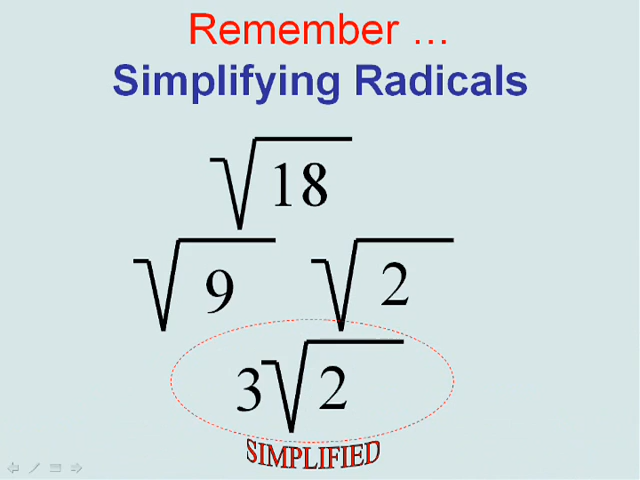 Remember …
Simplifying Radicals
√18
√9 √2
3√2
SIMPLIFIED